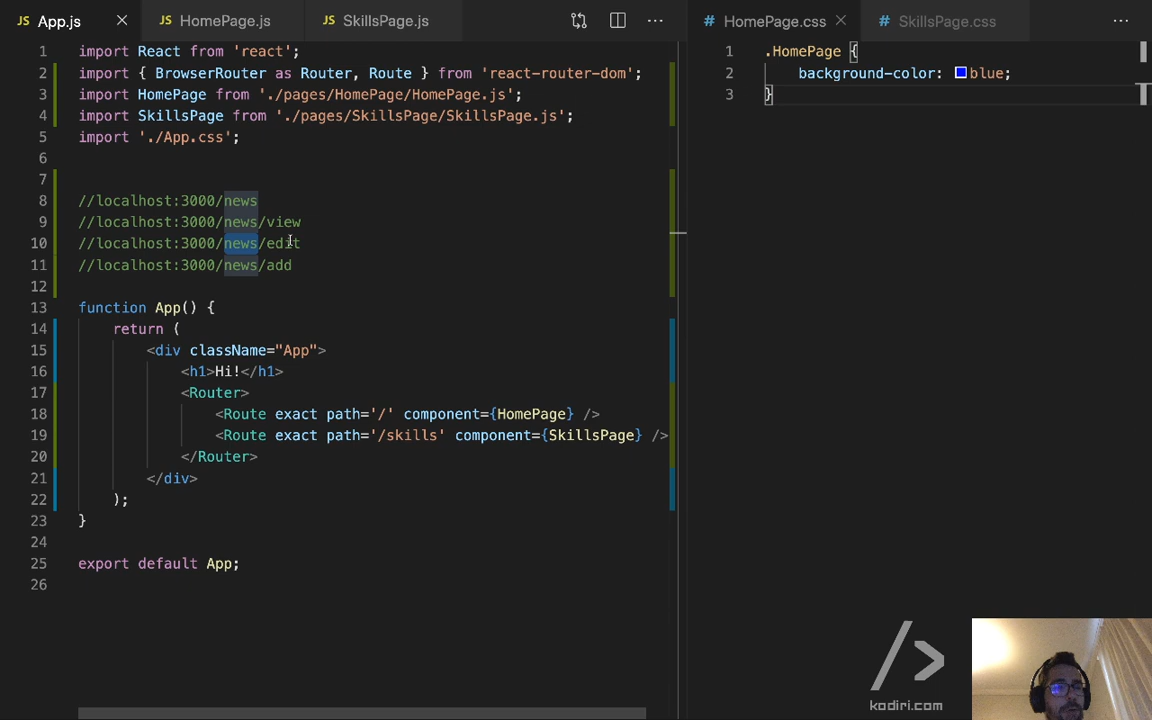 JS App.js
JS HomePage.js
JS SkillsPage.js
# HomePage.css
# SkillsPage.css
1 import React from 'react';
2 import { BrowserRouter as Router, Route } from 'react-router-dom';
3 import HomePage from './pages/HomePage/HomePage.js';
4 import SkillsPage from './pages/SkillsPage/SkillsPage.js';
5 import './App.css';
6
7
8 //localhost:3000/news
9 //localhost:3000/news/view
10 //localhost:3000/news/edit
11 //localhost:3000/news/add
12
13 function App() {
14 return (
15 <div className="App">
16 <h1>Hi!</h1>
17 <Router>
18 <Route exact path='/' component={HomePage} />
19 <Route exact path='/skills' component={SkillsPage} />
20 </Router>
21 </div>
22 );
23 }
24
25 export default App;
26
1 .HomePage {
2 background-color: blue;
3 }
kodiri.com